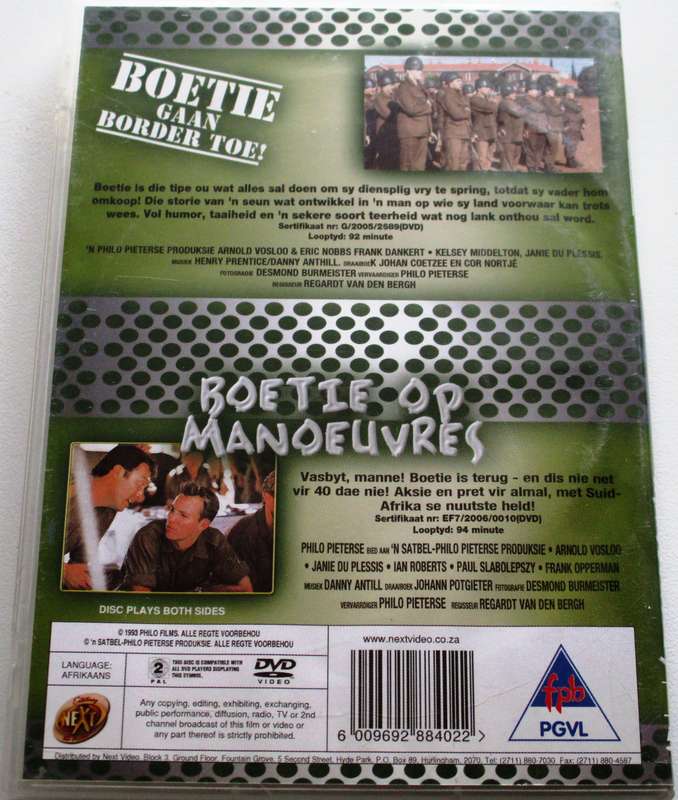 BOETIE
GAAN
BORDER TOE!
Boetie is die tipe ou wat alles sal doen om sy diensplig vry te spring, totdat sy vader hom
omkoop! Die storie van 'n seun wat ontwikkel in 'n man op wie sy land voorwaar kan trots
wees. Vol humor, taaiheid en 'n sekere soort teerheid wat nog lank onthou sal word.
Sertifikaat nr: G/2005/2589(DVD)
Looptyd: 92 minute
'N PHILO PIETERSE PRODUKSIE ARNOLD VOSLOO & ERIC NOBBS FRANK DANKERT • KELSEY MIDDELTON, JANIE DU PLESSIS.
MUSIEK HENRY PRENTICE/DANNY ANTHILL. DRAAIBOEK JOHAN COETZEE EN COR NORTJÉ
FOTOGRAFIE DESMOND BURMEISTER VERVAARDIGER PHILO PIETERSE
REGISSEUR REGARDT VAN DEN BERGH
BOETIE OP
MANOEUVRES
Vasbyt, manne! Boetie is terug - en dis nie net
vir 40 dae nie! Aksie en pret vir almal, met Suid-
Afrika se nuutste held!
Sertifikaat nr: EF7/2006/0010(DVD)
Looptyd: 94 minute
PHILO PIETERSE BIED AAN 'N SATBEL-PHILO PIETERSE PRODUKSIE • ARNOLD VOSLOO
• JANIE DU PLESSIS • IAN ROBERTS • PAUL SLABOLEPSZY • FRANK OPPERMAN
MUSIEK DANNY ANTILL DRAAIBOEK JOHANN POTGIETER FOTOGRAFIE DESMOND BURMEISTER
VERVAARDIGER PHILO PIETERSE REGISSEUR REGARDT VAN DEN BERGH
DISC PLAYS BOTH SIDES
© 1993 PHILO FILMS. ALLE REGTE VOORBEHOU
© 'n SATBEL-PHILO PIETERSE PRODUKSIE. ALLE REGTE VOORBEHOU
www.nextvideo.co.za
LANGUAGE:
AFRIKAANS
2
PAL
THIS DISC IS COMPATIBLE WITH
ALL DVD PLAYERS DISPLAYING
THIS SYMBOL.
DVD
VIDEO
NEXT
Any copying, editing, exhibiting, exchanging,
public performance, diffusion, radio, TV or 2nd
channel broadcast of this film or video or
any part thereof is strictly prohibited.
6 009692 884022 >
fpb
PGVL
Distributed by Next Video. Block 3, Ground Floor, Fountain Grove, 5 Second Street, Hyde Park, P.O. Box 89, Hurlingham, 2070, Tel: (2711) 880-7030, Fax: (2711) 880-4567